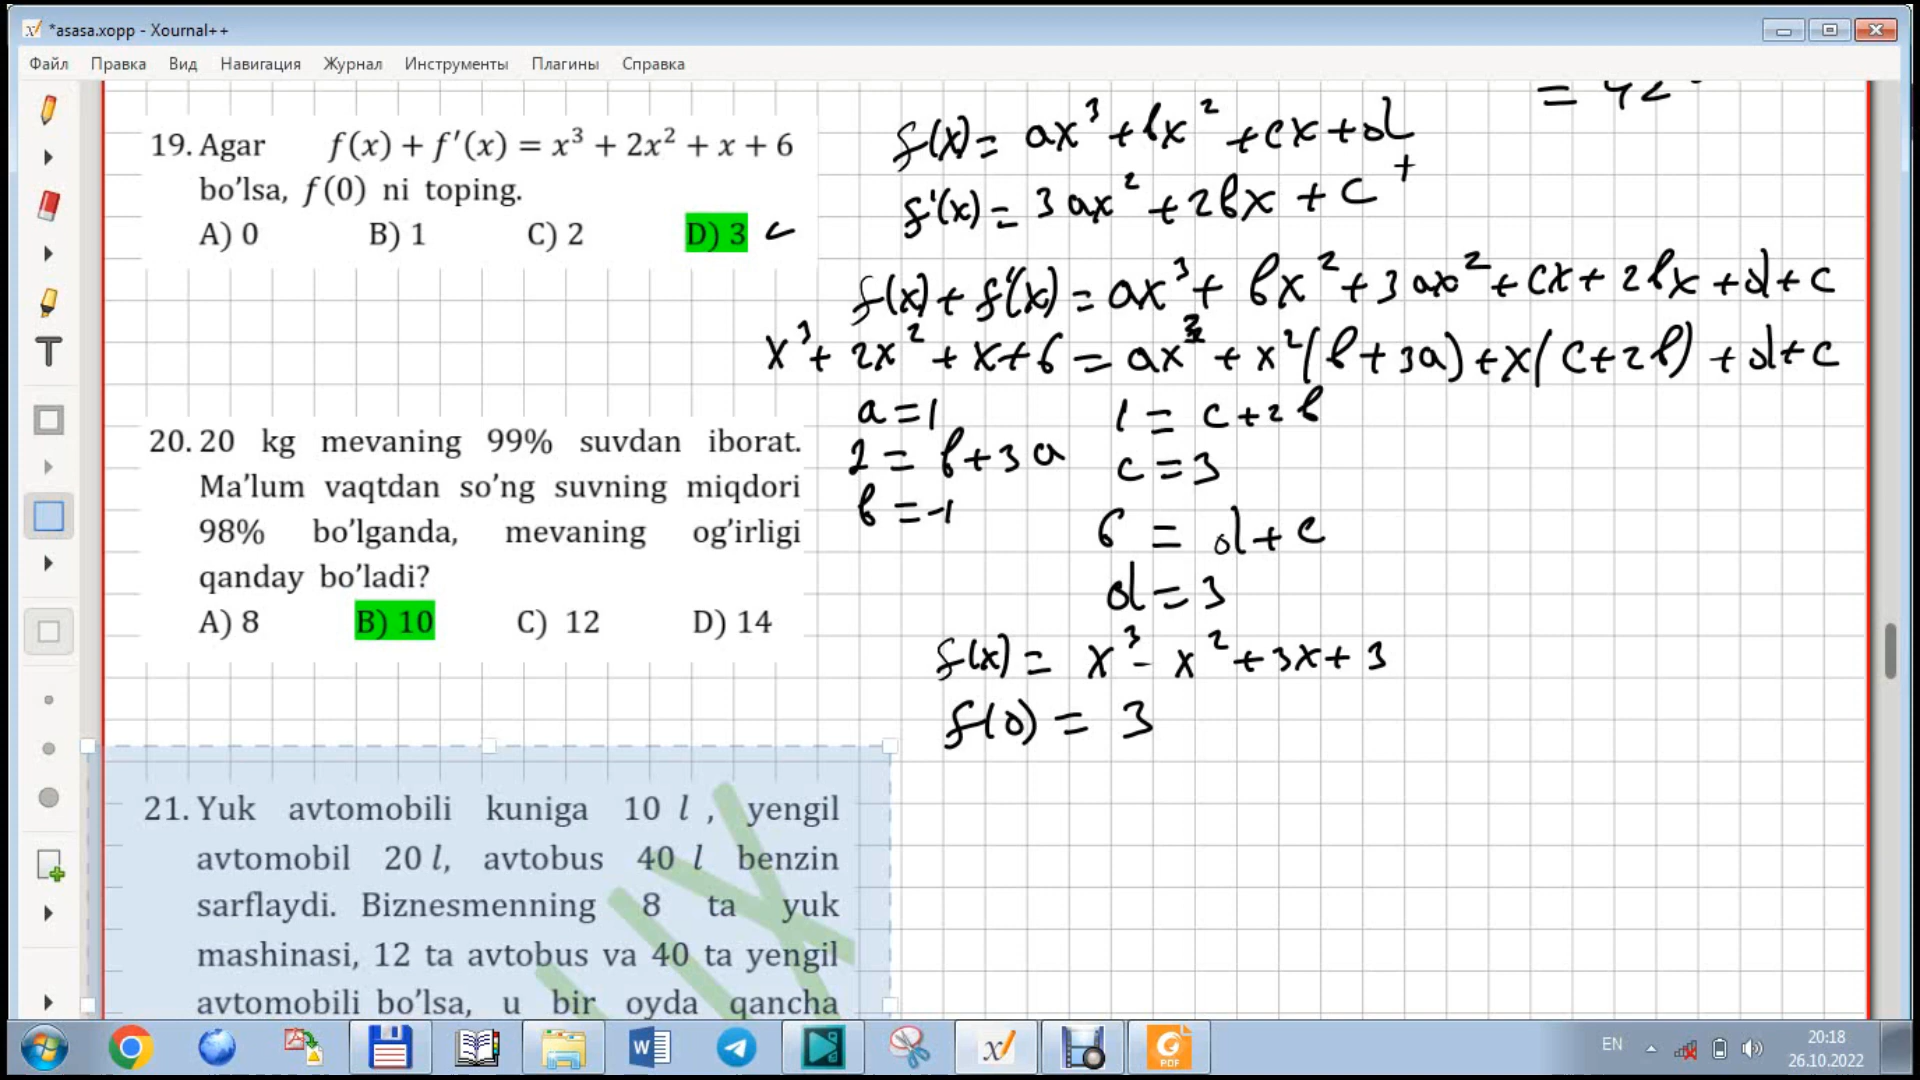 *asasa.xopp - Xournal++
Файл Правка Вид Навигация Журнал Инструменты Плагины Справка
19. Agar f(x) + f′(x) = x³ + 2x² + x + 6
bo’lsa, f(0) ni toping.
A) 0 B) 1 C) 2 D) 3
20. 20 kg mevaning 99% suvdan iborat.
Ma’lum vaqtdan so’ng suvning miqdori
98% bo’lganda, mevaning og’irligi
qanday bo’ladi?
A) 8 B) 10 C) 12 D) 14
21. Yuk avtomobili kuniga 10 l , yengil
avtomobil 20 l, avtobus 40 l benzin
sarflaydi. Biznesmenning 8 ta yuk
mashinasi, 12 ta avtobus va 40 ta yengil
avtomobili bo’lsa, u bir oyda qancha
f(x) = ax³ + bx² + cx + d
+
f'(x) = 3ax² + 2bx + c
f(x) + f'(x) = ax³ + bx² + 3ax² + cx + 2bx + d + c
x³ + 2x² + x + 6 = ax³ + x²(b + 3a) + x(c + 2b) + d + c
a = 1
2 = b + 3a
b = -1
1 = c + 2b
c = 3
6 = d + c
d = 3
f(x) = x³ - x² + 3x + 3
f(0) = 3
EN
20:18
26.10.2022